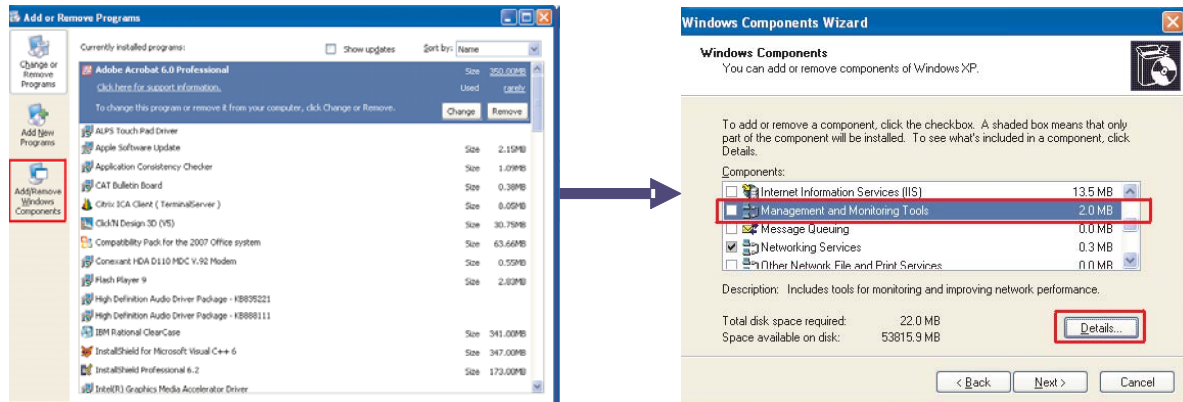 Add or Remove Programs
Change or
Remove
Programs
Add New
Programs
Add/Remove
Windows
Components
Currently installed programs: Show updates Sort by: Name
Adobe Acrobat 6.0 Professional Size 350.00MB
Click here for support information. Used rarely
To change this program or remove it from your computer, click Change or Remove. Change Remove
ALPS Touch Pad Driver
Apple Software Update Size 2.15MB
Application Consistency Checker Size 1.09MB
CAT Bulletin Board Size 0.38MB
Citrix ICA Client ( TerminalServer ) Size 0.05MB
Click'N Design 3D (V5) Size 30.75MB
Compatibility Pack for the 2007 Office system Size 63.66MB
Conexant HDA D110 MDC V.92 Modem Size 0.55MB
Flash Player 9 Size 2.83MB
High Definition Audio Driver Package - KB835221
High Definition Audio Driver Package - KB888111
IBM Rational ClearCase Size 341.00MB
InstallShield for Microsoft Visual C++ 6 Size 347.00MB
InstallShield Professional 6.2 Size 173.00MB
Intel(R) Graphics Media Accelerator Driver
Windows Components Wizard
Windows Components
You can add or remove components of Windows XP.
To add or remove a component, click the checkbox. A shaded box means that only
part of the component will be installed. To see what's included in a component, click
Details.
Components:
Internet Information Services (IIS) 13.5 MB
Management and Monitoring Tools 2.0 MB
Message Queuing 0.0 MB
Networking Services 0.3 MB
Other Network File and Print Services 0.0 MB
Description: Includes tools for monitoring and improving network performance.
Total disk space required: 22.0 MB
Space available on disk: 53815.9 MB
Details...
< Back Next > Cancel